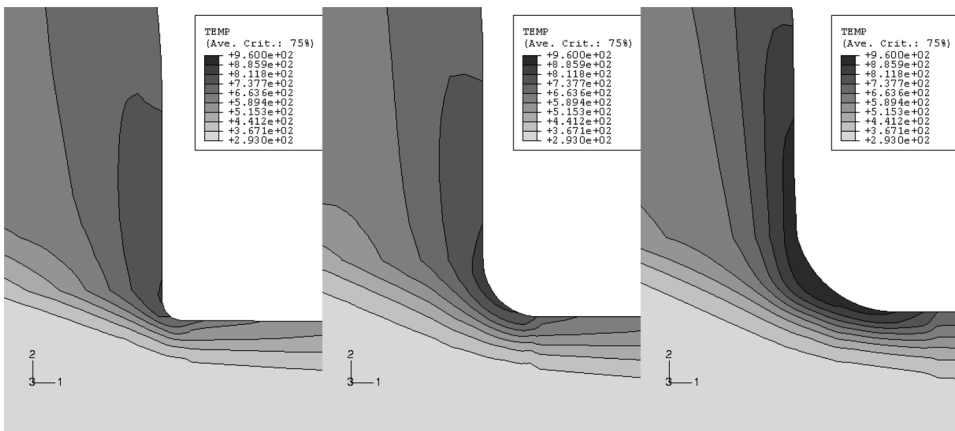 TEMP
(Ave. Crit.: 75%)
+9.600e+02
+8.859e+02
+8.118e+02
+7.377e+02
+6.636e+02
+5.894e+02
+5.153e+02
+4.412e+02
+3.671e+02
+2.930e+02
2
3
1
TEMP
(Ave. Crit.: 75%)
+9.600e+02
+8.859e+02
+8.118e+02
+7.377e+02
+6.636e+02
+5.894e+02
+5.153e+02
+4.412e+02
+3.671e+02
+2.930e+02
2
3
1
TEMP
(Ave. Crit.: 75%)
+9.600e+02
+8.859e+02
+8.118e+02
+7.377e+02
+6.636e+02
+5.894e+02
+5.153e+02
+4.412e+02
+3.671e+02
+2.930e+02
2
3
1